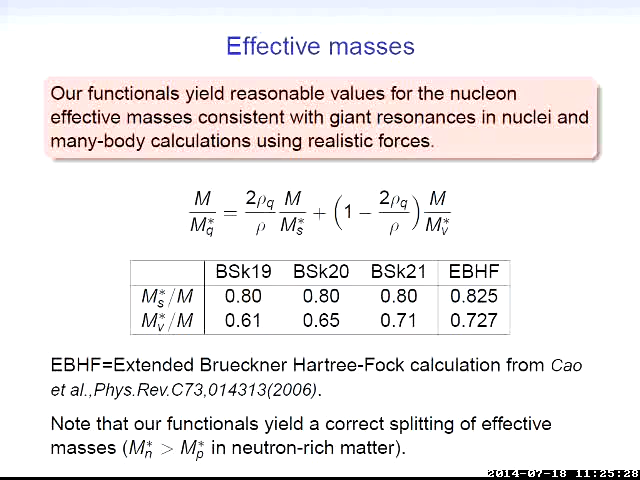 Effective masses
Our functionals yield reasonable values for the nucleon
effective masses consistent with giant resonances in nuclei and
many-body calculations using realistic forces.
M/M*q = 2ρq/ρ M/M*s + (1 − 2ρq/ρ) M/M*v
BSk19 BSk20 BSk21 EBHF
M*s/M 0.80 0.80 0.80 0.825
M*v/M 0.61 0.65 0.71 0.727
EBHF=Extended Brueckner Hartree-Fock calculation from Cao
et al.,Phys.Rev.C73,014313(2006).
Note that our functionals yield a correct splitting of effective
masses (M*n > M*p in neutron-rich matter).
2014-07-18 11:25:28